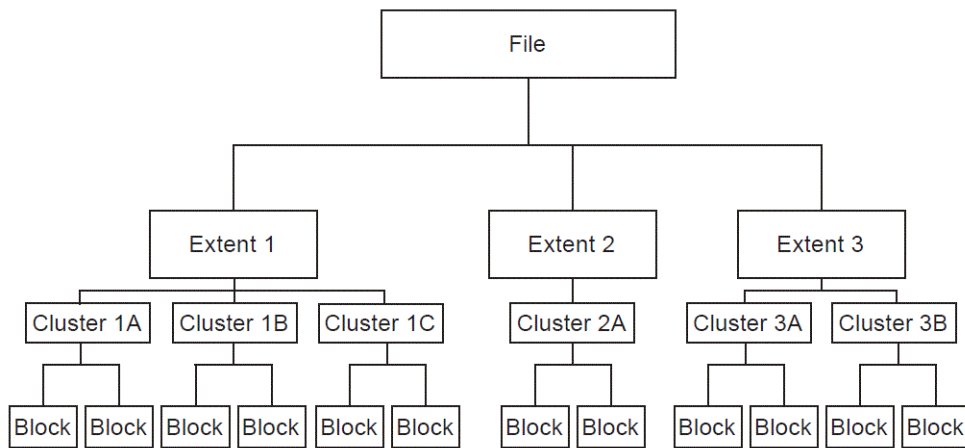 File
Extent 1
Extent 2
Extent 3
Cluster 1A
Cluster 1B
Cluster 1C
Cluster 2A
Cluster 3A
Cluster 3B
Block
Block
Block
Block
Block
Block
Block
Block
Block
Block
Block
Block